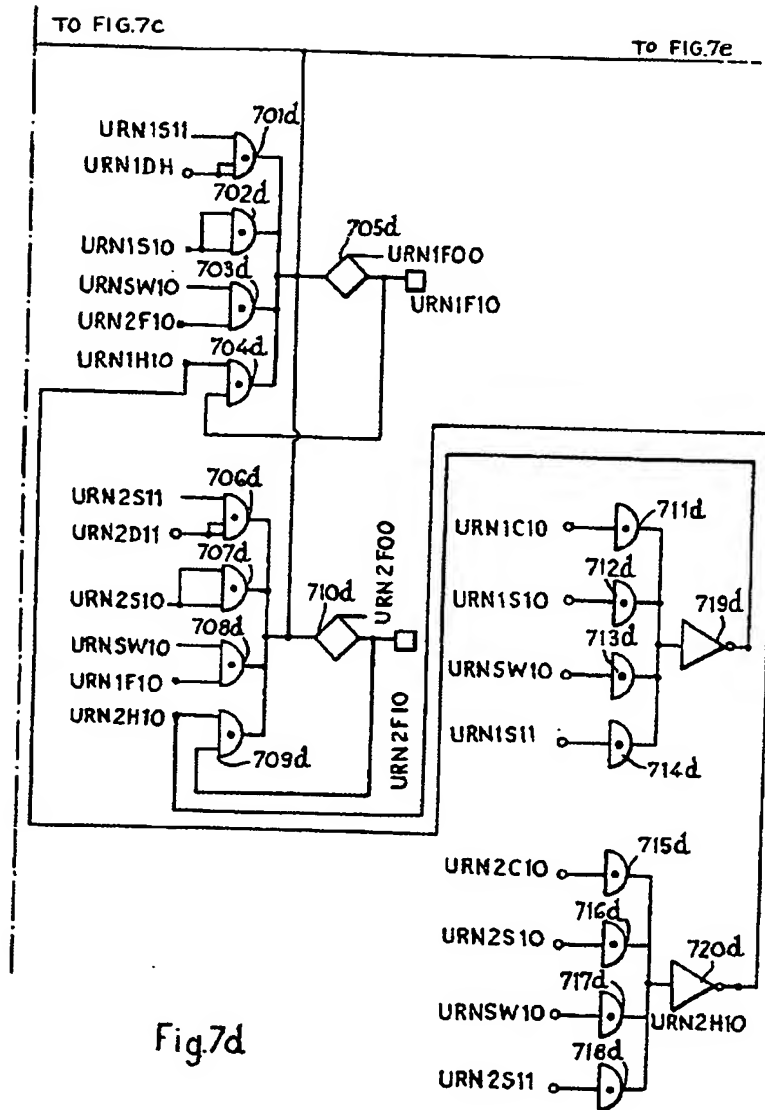 TO FIG.7c
TO FIG.7e
URN1S11
701d
URN1DH
702d
URN1S10
703d
705d
URN1F00
URNSW10
URN2F10
URN1F10
URN1H10
704d
URN2S11
706d
URN2D11
707d
URN2S10
710d
URN2F00
URNSW10
708d
URN1F10
URN2H10
709d
URN2F10
URN1C10
711d
URN1S10
712d
719d
URNSW10
713d
URN1S11
714d
URN2C10
715d
716d
URN2S10
720d
717d
URNSW10
URN2H10
718d
URN2S11
Fig.7d